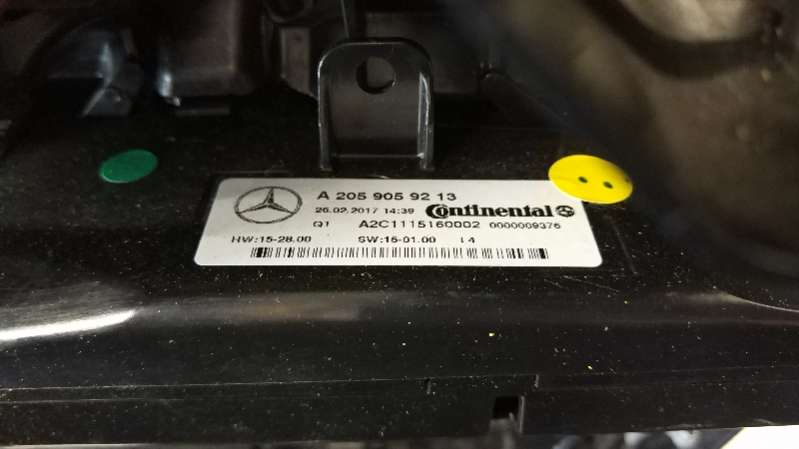 A 205 905 92 13
26.02.2017 14:39 Continental
Q1 A2C1115160002 0000009376
HW:15-28.00 SW:15-01.00 L4